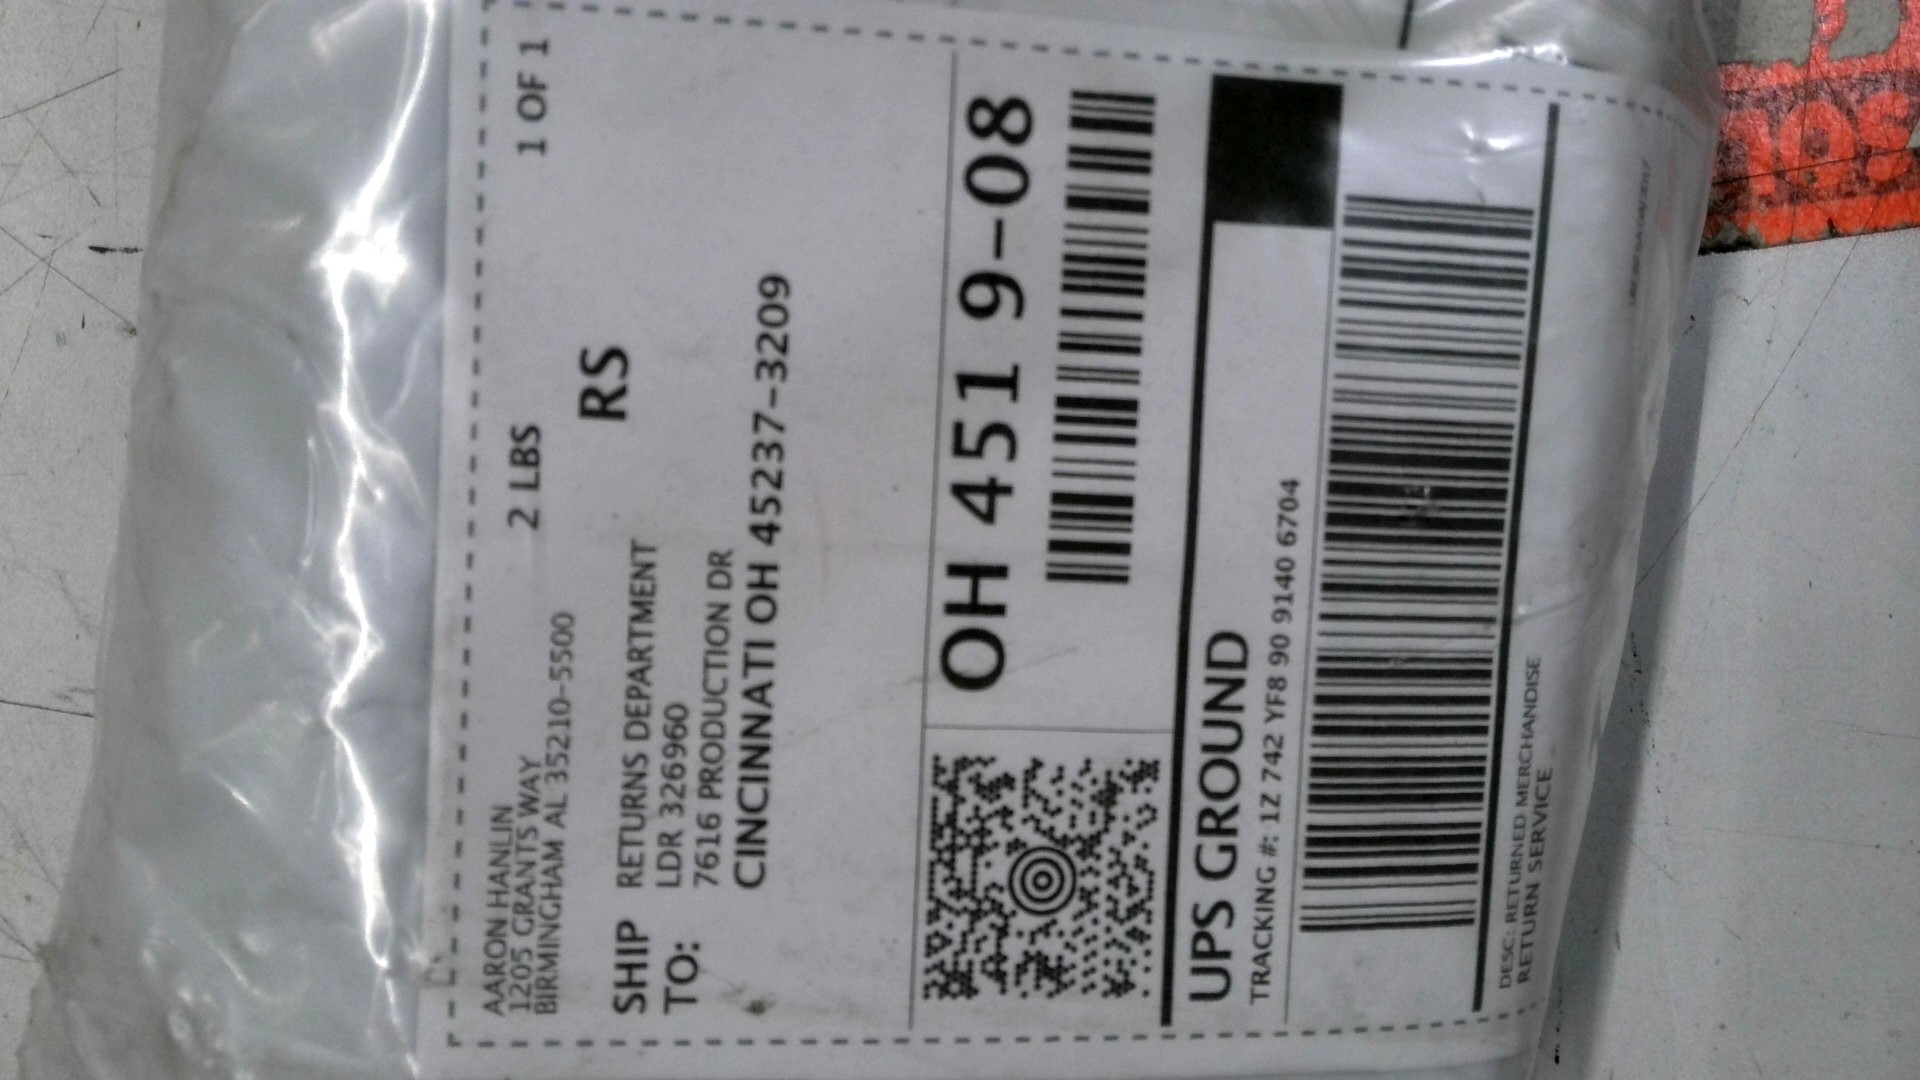 AARON HANLIN
1205 GRANTS WAY
BIRMINGHAM AL 35210-5500
2 LBS
1 OF 1
RS
SHIP
TO:
RETURNS DEPARTMENT
LDR 326960
7616 PRODUCTION DR
CINCINNATI OH 45237-3209
OH 451 9-08
UPS GROUND
TRACKING #: 1Z 742 YF8 90 9140 6704
DESC: RETURNED MERCHANDISE
RETURN SERVICE